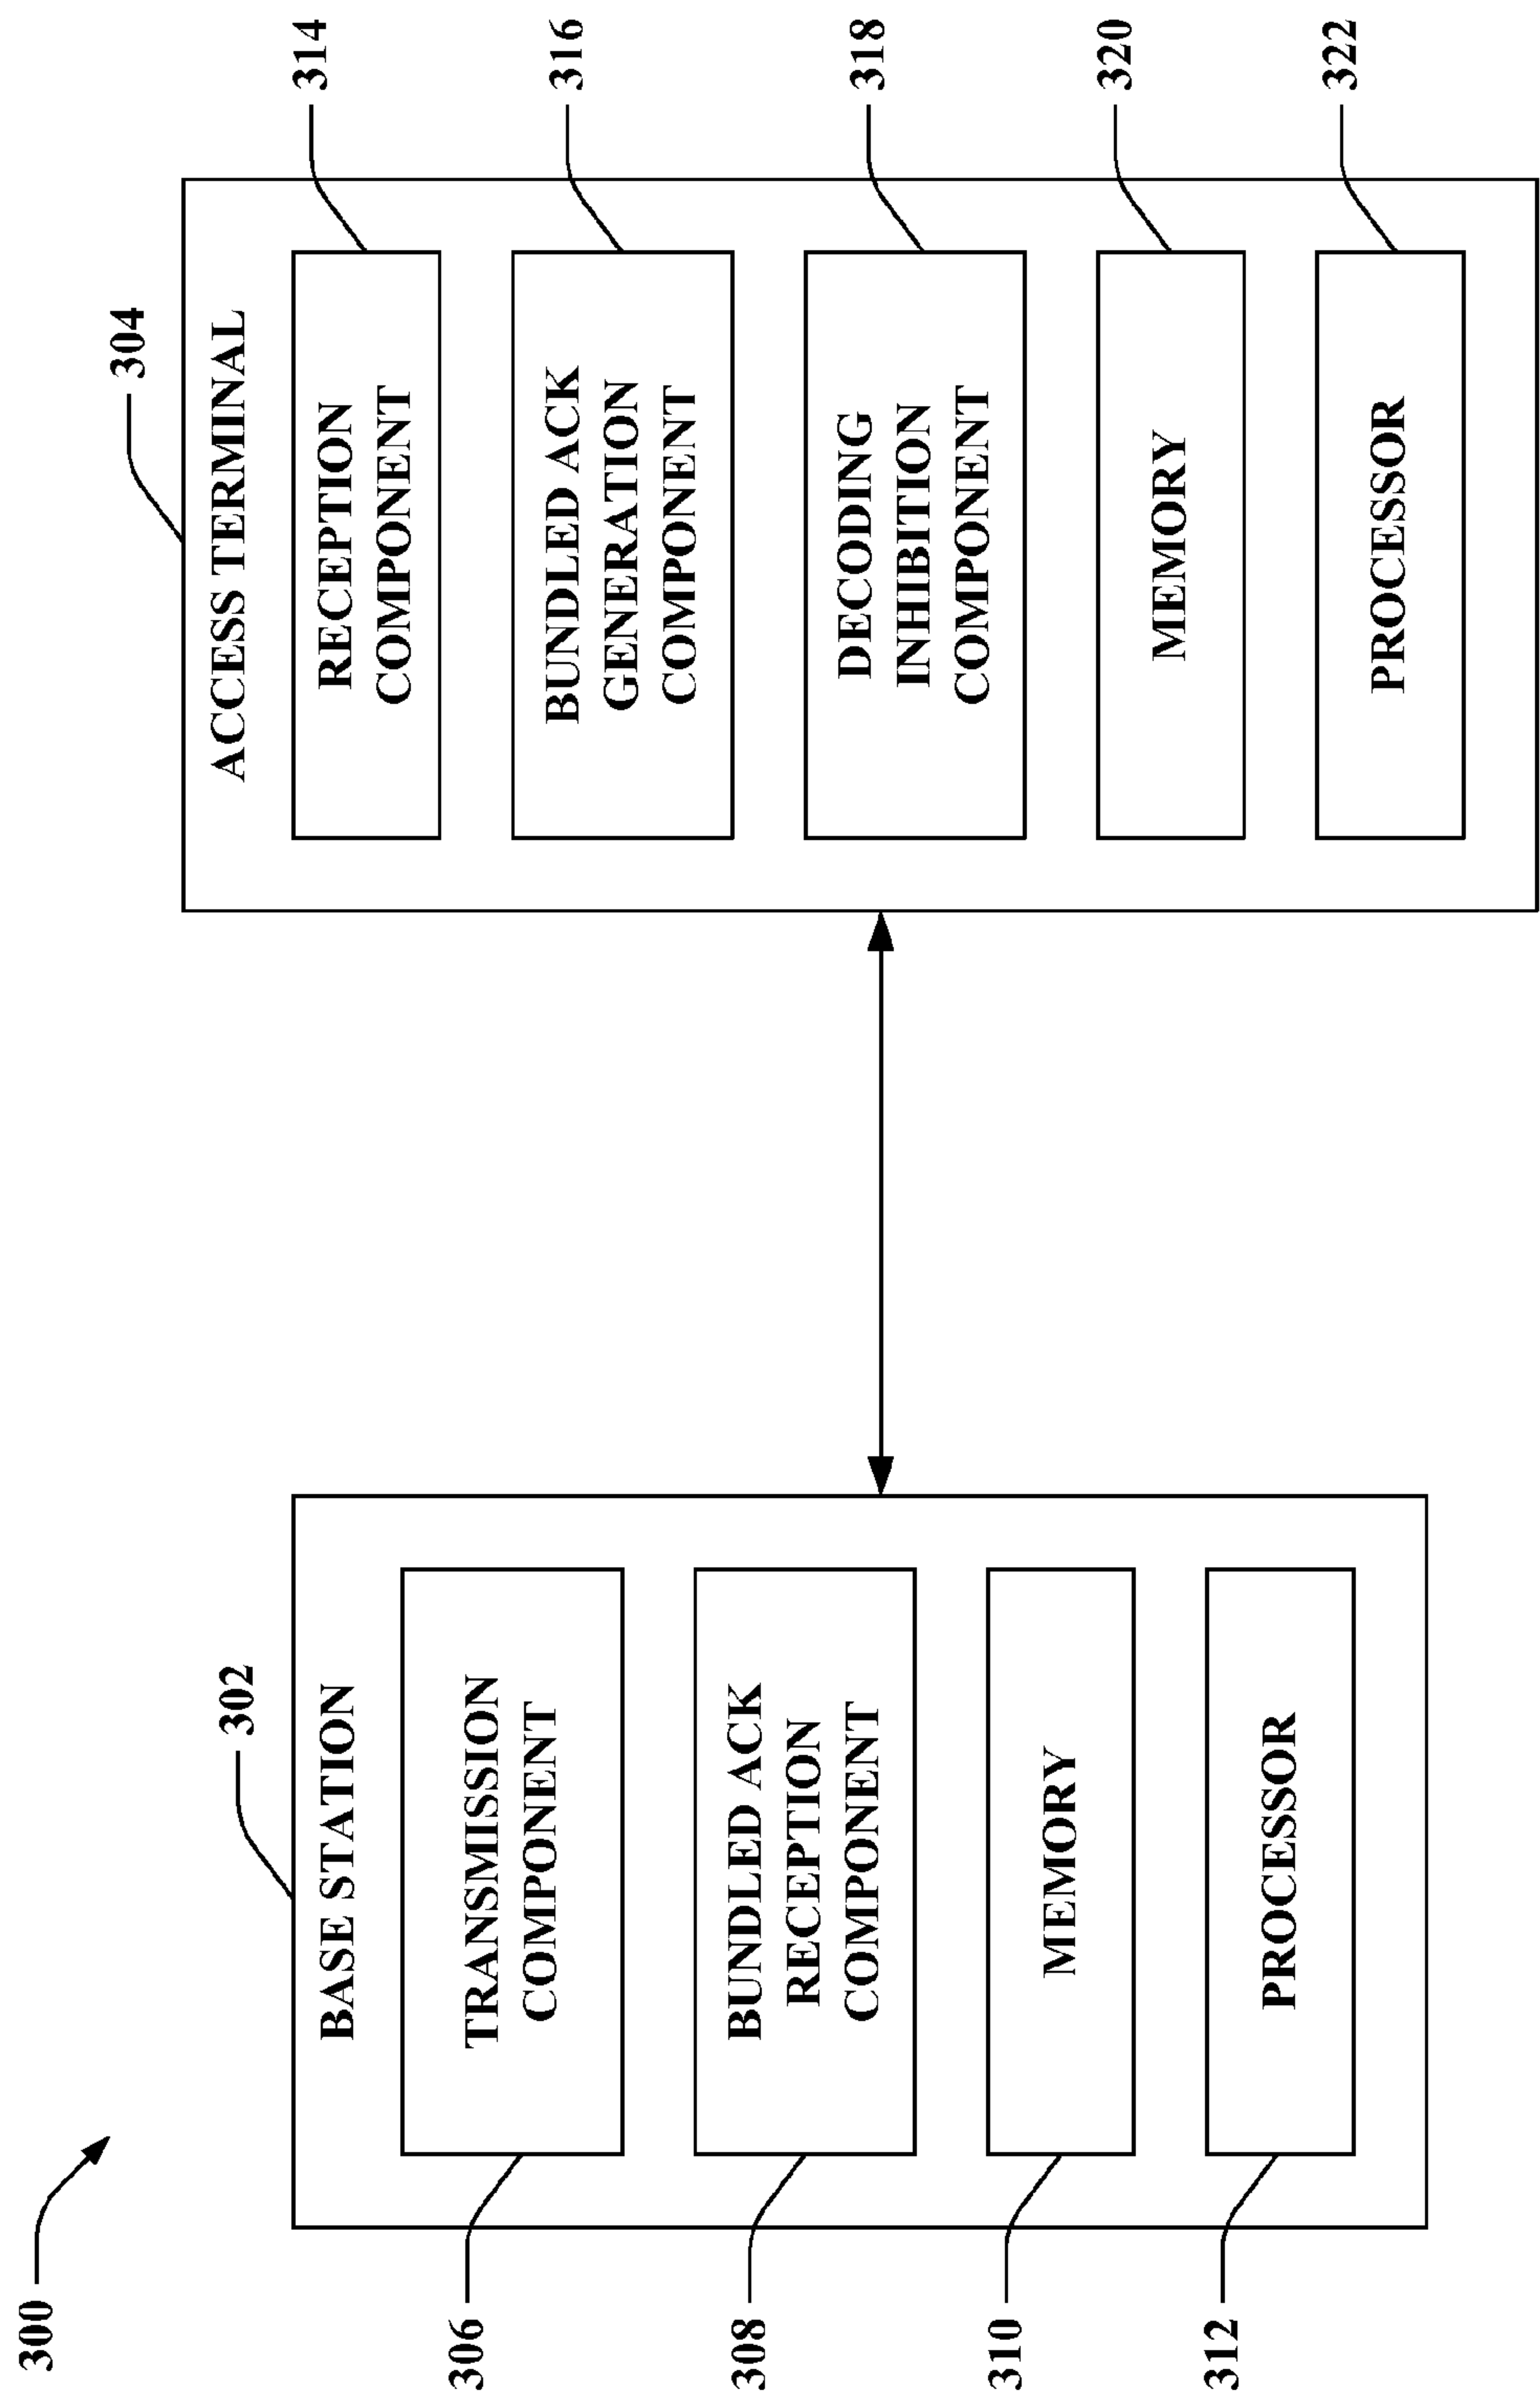 300
302
BASE STATION
306
TRANSMISSION
COMPONENT
308
BUNDLED ACK
RECEPTION
COMPONENT
310
MEMORY
312
PROCESSOR
304
ACCESS TERMINAL
314
RECEPTION
COMPONENT
316
BUNDLED ACK
GENERATION
COMPONENT
318
DECODING
INHIBITION
COMPONENT
320
MEMORY
322
PROCESSOR